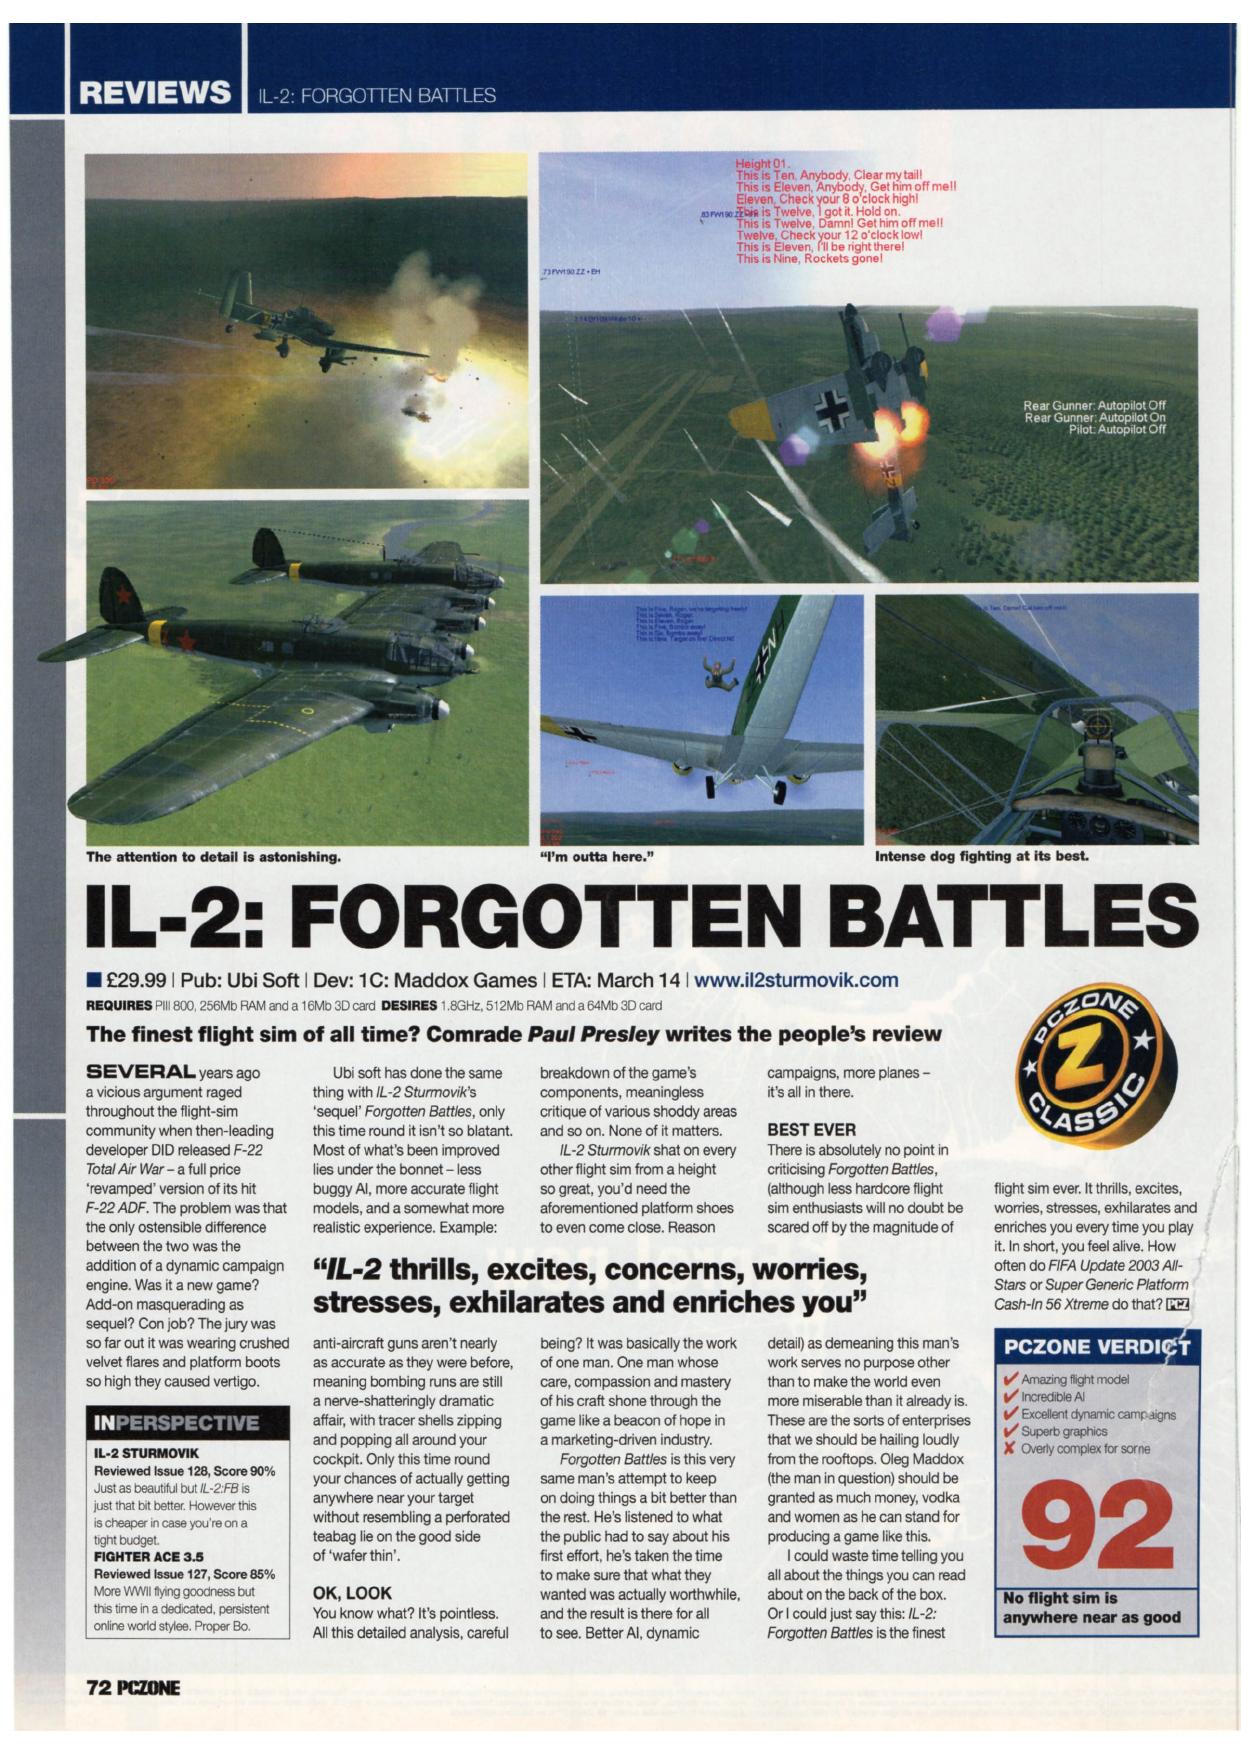 REVIEWS
IL-2: FORGOTTEN BATTLES
Height 01.
This is Ten, Anybody, Clear my tail!
This is Eleven, Anybody, Get him off me!!
Eleven, Check your 8 o'clock high!
This is Twelve, I got it. Hold on.
This is Twelve, Damn! Get him off me!!
Twelve, Check your 12 o'clock low!
This is Eleven, I'll be right there!
This is Nine, Rockets gone!
.73 FW190:ZZ + EH
Rear Gunner: Autopilot Off
Rear Gunner: Autopilot On
Pilot: Autopilot Off
The attention to detail is astonishing.
"I'm outta here."
Intense dog fighting at its best.
IL-2: FORGOTTEN BATTLES
£29.99 | Pub: Ubi Soft | Dev: 1C: Maddox Games | ETA: March 14 | www.il2sturmovik.com
REQUIRES PIII 800, 256Mb RAM and a 16Mb 3D card DESIRES 1.8GHz, 512Mb RAM and a 64Mb 3D card
The finest flight sim of all time? Comrade Paul Presley writes the people's review
PCZONE
Z
CLASSIC
SEVERAL years ago
a vicious argument raged
throughout the flight-sim
community when then-leading
developer DID released F-22
Total Air War – a full price
'revamped' version of its hit
F-22 ADF. The problem was that
the only ostensible difference
between the two was the
addition of a dynamic campaign
engine. Was it a new game?
Add-on masquerading as
sequel? Con job? The jury was
so far out it was wearing crushed
velvet flares and platform boots
so high they caused vertigo.
Ubi soft has done the same
thing with IL-2 Sturmovik's
'sequel' Forgotten Battles, only
this time round it isn't so blatant.
Most of what's been improved
lies under the bonnet – less
buggy AI, more accurate flight
models, and a somewhat more
realistic experience. Example:
anti-aircraft guns aren't nearly
as accurate as they were before,
meaning bombing runs are still
a nerve-shatteringly dramatic
affair, with tracer shells zipping
and popping all around your
cockpit. Only this time round
your chances of actually getting
anywhere near your target
without resembling a perforated
teabag lie on the good side
of 'wafer thin'.
OK, LOOK
You know what? It's pointless.
All this detailed analysis, careful
breakdown of the game's
components, meaningless
critique of various shoddy areas
and so on. None of it matters.
IL-2 Sturmovik shat on every
other flight sim from a height
so great, you'd need the
aforementioned platform shoes
to even come close. Reason
being? It was basically the work
of one man. One man whose
care, compassion and mastery
of his craft shone through the
game like a beacon of hope in
a marketing-driven industry.
Forgotten Battles is this very
same man's attempt to keep
on doing things a bit better than
the rest. He's listened to what
the public had to say about his
first effort, he's taken the time
to make sure that what they
wanted was actually worthwhile,
and the result is there for all
to see. Better AI, dynamic
campaigns, more planes –
it's all in there.
BEST EVER
There is absolutely no point in
criticising Forgotten Battles,
(although less hardcore flight
sim enthusiasts will no doubt be
scared off by the magnitude of
detail) as demeaning this man's
work serves no purpose other
than to make the world even
more miserable than it already is.
These are the sorts of enterprises
that we should be hailing loudly
from the rooftops. Oleg Maddox
(the man in question) should be
granted as much money, vodka
and women as he can stand for
producing a game like this.
I could waste time telling you
all about the things you can read
about on the back of the box.
Or I could just say this: IL-2:
Forgotten Battles is the finest
flight sim ever. It thrills, excites,
worries, stresses, exhilarates and
enriches you every time you play
it. In short, you feel alive. How
often do FIFA Update 2003 All-
Stars or Super Generic Platform
Cash-In 56 Xtreme do that? PCZ
"IL-2 thrills, excites, concerns, worries,
stresses, exhilarates and enriches you"
INPERSPECTIVE
IL-2 STURMOVIK
Reviewed Issue 128, Score 90%
Just as beautiful but IL-2:FB is
just that bit better. However this
is cheaper in case you're on a
tight budget.
FIGHTER ACE 3.5
Reviewed Issue 127, Score 85%
More WWII flying goodness but
this time in a dedicated, persistent
online world stylee. Proper Bo.
PCZONE VERDICT
✓ Amazing flight model
✓ Incredible AI
✓ Excellent dynamic campaigns
✓ Superb graphics
✗ Overly complex for some
92
No flight sim is
anywhere near as good
72 PCZONE